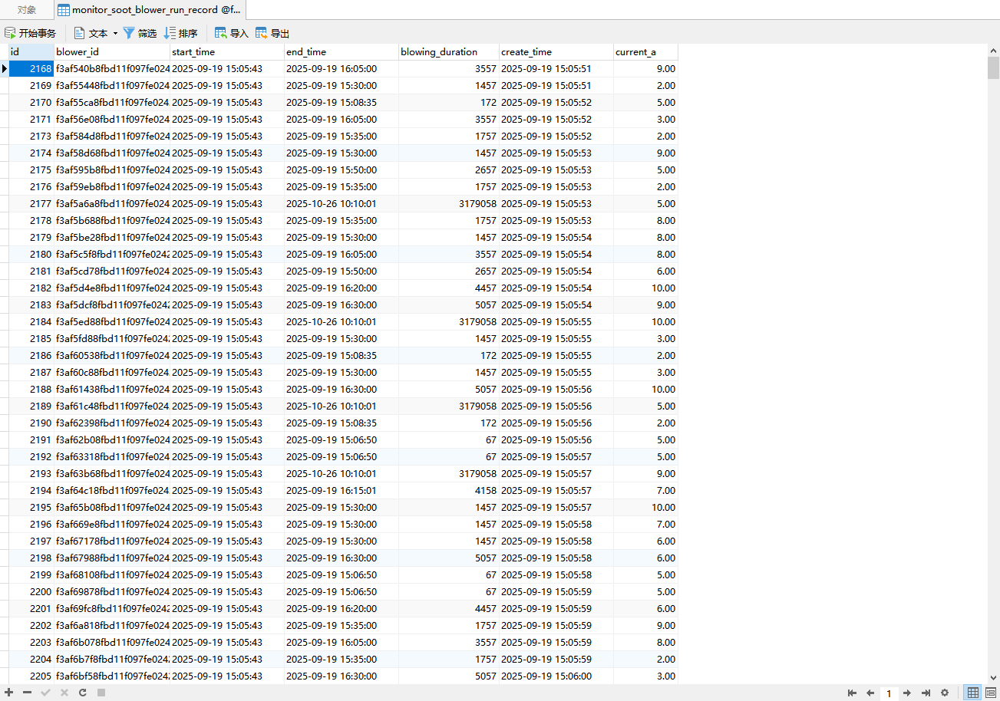 对象 monitor_soot_blower_run_record @f...
开始事务 文本 筛选 排序 导入 导出
id blower_id start_time end_time blowing_duration create_time current_a
2168 f3af540b8fbd11f097fe024 2025-09-19 15:05:43 2025-09-19 16:05:00 3557 2025-09-19 15:05:51 9.00
2169 f3af55448fbd11f097fe024 2025-09-19 15:05:43 2025-09-19 15:30:00 1457 2025-09-19 15:05:51 2.00
2170 f3af55ca8fbd11f097fe024 2025-09-19 15:05:43 2025-09-19 15:08:35 172 2025-09-19 15:05:52 5.00
2171 f3af56e08fbd11f097fe024 2025-09-19 15:05:43 2025-09-19 16:05:00 3557 2025-09-19 15:05:52 3.00
2173 f3af584d8fbd11f097fe024 2025-09-19 15:05:43 2025-09-19 15:35:00 1757 2025-09-19 15:05:52 2.00
2174 f3af58d68fbd11f097fe024 2025-09-19 15:05:43 2025-09-19 15:30:00 1457 2025-09-19 15:05:53 9.00
2175 f3af595b8fbd11f097fe024 2025-09-19 15:05:43 2025-09-19 15:50:00 2657 2025-09-19 15:05:53 5.00
2176 f3af59eb8fbd11f097fe024 2025-09-19 15:05:43 2025-09-19 15:35:00 1757 2025-09-19 15:05:53 2.00
2177 f3af5a6a8fbd11f097fe024 2025-09-19 15:05:43 2025-10-26 10:10:01 3179058 2025-09-19 15:05:53 5.00
2178 f3af5b688fbd11f097fe024 2025-09-19 15:05:43 2025-09-19 15:35:00 1757 2025-09-19 15:05:53 8.00
2179 f3af5be28fbd11f097fe024 2025-09-19 15:05:43 2025-09-19 15:30:00 1457 2025-09-19 15:05:54 8.00
2180 f3af5c5f8fbd11f097fe0242 2025-09-19 15:05:43 2025-09-19 16:05:00 3557 2025-09-19 15:05:54 8.00
2181 f3af5cd78fbd11f097fe024 2025-09-19 15:05:43 2025-09-19 15:50:00 2657 2025-09-19 15:05:54 6.00
2182 f3af5d4e8fbd11f097fe024 2025-09-19 15:05:43 2025-09-19 16:20:00 4457 2025-09-19 15:05:54 10.00
2183 f3af5dcf8fbd11f097fe0242 2025-09-19 15:05:43 2025-09-19 16:30:00 5057 2025-09-19 15:05:54 9.00
2184 f3af5ed88fbd11f097fe024 2025-09-19 15:05:43 2025-10-26 10:10:01 3179058 2025-09-19 15:05:55 10.00
2185 f3af5fd88fbd11f097fe0242 2025-09-19 15:05:43 2025-09-19 15:30:00 1457 2025-09-19 15:05:55 3.00
2186 f3af60538fbd11f097fe024 2025-09-19 15:05:43 2025-09-19 15:08:35 172 2025-09-19 15:05:55 2.00
2187 f3af60c88fbd11f097fe024 2025-09-19 15:05:43 2025-09-19 15:30:00 1457 2025-09-19 15:05:55 3.00
2188 f3af61438fbd11f097fe024 2025-09-19 15:05:43 2025-09-19 16:30:00 5057 2025-09-19 15:05:56 10.00
2189 f3af61c48fbd11f097fe024 2025-09-19 15:05:43 2025-10-26 10:10:01 3179058 2025-09-19 15:05:56 5.00
2190 f3af62398fbd11f097fe024 2025-09-19 15:05:43 2025-09-19 15:08:35 172 2025-09-19 15:05:56 2.00
2191 f3af62b08fbd11f097fe024 2025-09-19 15:05:43 2025-09-19 15:06:50 67 2025-09-19 15:05:56 5.00
2192 f3af63318fbd11f097fe024 2025-09-19 15:05:43 2025-09-19 15:06:50 67 2025-09-19 15:05:57 5.00
2193 f3af63b68fbd11f097fe024 2025-09-19 15:05:43 2025-10-26 10:10:01 3179058 2025-09-19 15:05:57 9.00
2194 f3af64c18fbd11f097fe024 2025-09-19 15:05:43 2025-09-19 16:15:01 4158 2025-09-19 15:05:57 7.00
2195 f3af65b08fbd11f097fe024 2025-09-19 15:05:43 2025-09-19 15:30:00 1457 2025-09-19 15:05:57 10.00
2196 f3af669e8fbd11f097fe024 2025-09-19 15:05:43 2025-09-19 15:30:00 1457 2025-09-19 15:05:58 7.00
2197 f3af67178fbd11f097fe024 2025-09-19 15:05:43 2025-09-19 15:30:00 1457 2025-09-19 15:05:58 6.00
2198 f3af67988fbd11f097fe024 2025-09-19 15:05:43 2025-09-19 16:30:00 5057 2025-09-19 15:05:58 6.00
2199 f3af68108fbd11f097fe024 2025-09-19 15:05:43 2025-09-19 15:06:50 67 2025-09-19 15:05:58 5.00
2200 f3af69878fbd11f097fe024 2025-09-19 15:05:43 2025-09-19 15:06:50 67 2025-09-19 15:05:59 5.00
2201 f3af69fc8fbd11f097fe0242 2025-09-19 15:05:43 2025-09-19 16:20:00 4457 2025-09-19 15:05:59 6.00
2202 f3af6a818fbd11f097fe024 2025-09-19 15:05:43 2025-09-19 15:35:00 1757 2025-09-19 15:05:59 9.00
2203 f3af6b078fbd11f097fe024 2025-09-19 15:05:43 2025-09-19 16:05:00 3557 2025-09-19 15:05:59 8.00
2204 f3af6b7f8fbd11f097fe0242 2025-09-19 15:05:43 2025-09-19 15:35:00 1757 2025-09-19 15:05:59 2.00
2205 f3af6bf58fbd11f097fe0242 2025-09-19 15:05:43 2025-09-19 16:30:00 5057 2025-09-19 15:06:00 3.00
1